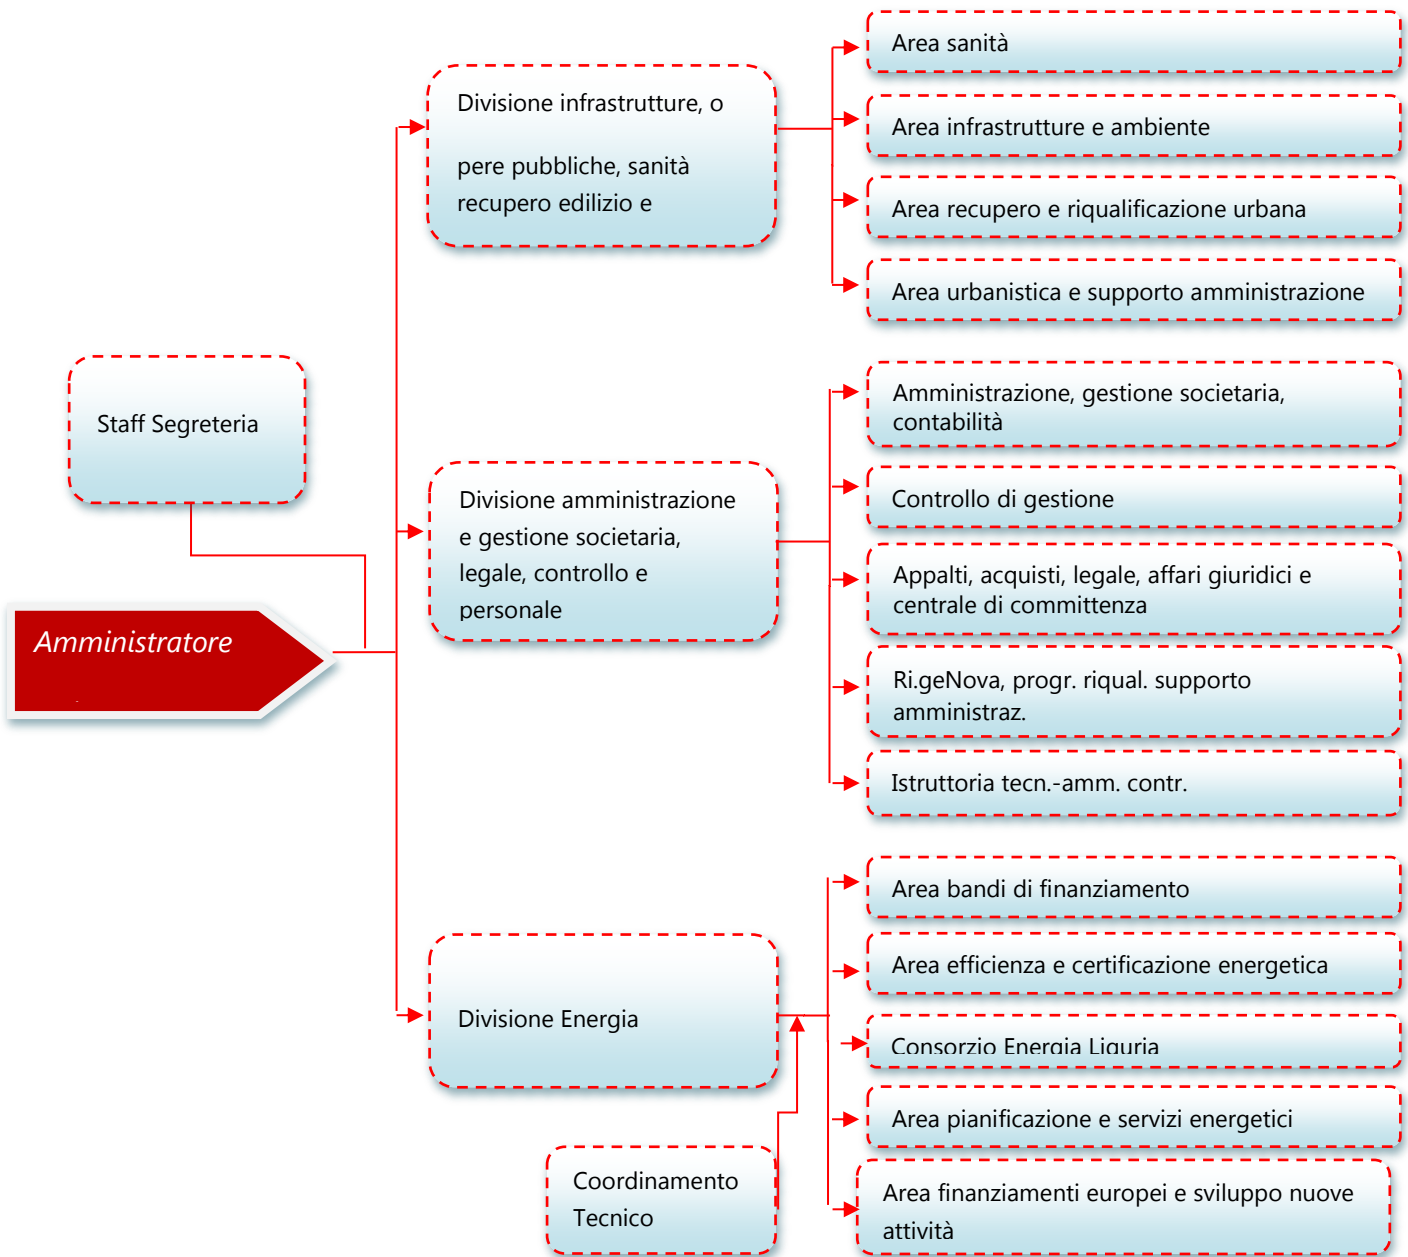 Area sanità
Divisione infrastrutture, o
pere pubbliche, sanità
recupero edilizio e
Area infrastrutture e ambiente
Area recupero e riqualificazione urbana
Area urbanistica e supporto amministrazione
Staff Segreteria
Amministratore
Divisione amministrazione
e gestione societaria,
legale, controllo e
personale
Amministrazione, gestione societaria,
contabilità
Controllo di gestione
Appalti, acquisti, legale, affari giuridici e
centrale di committenza
Ri.geNova, progr. riqual. supporto
amministraz.
Istruttoria tecn.-amm. contr.
Divisione Energia
Area bandi di finanziamento
Area efficienza e certificazione energetica
Consorzio Energia Liguria
Area pianificazione e servizi energetici
Coordinamento
Tecnico
Area finanziamenti europei e sviluppo nuove
attività